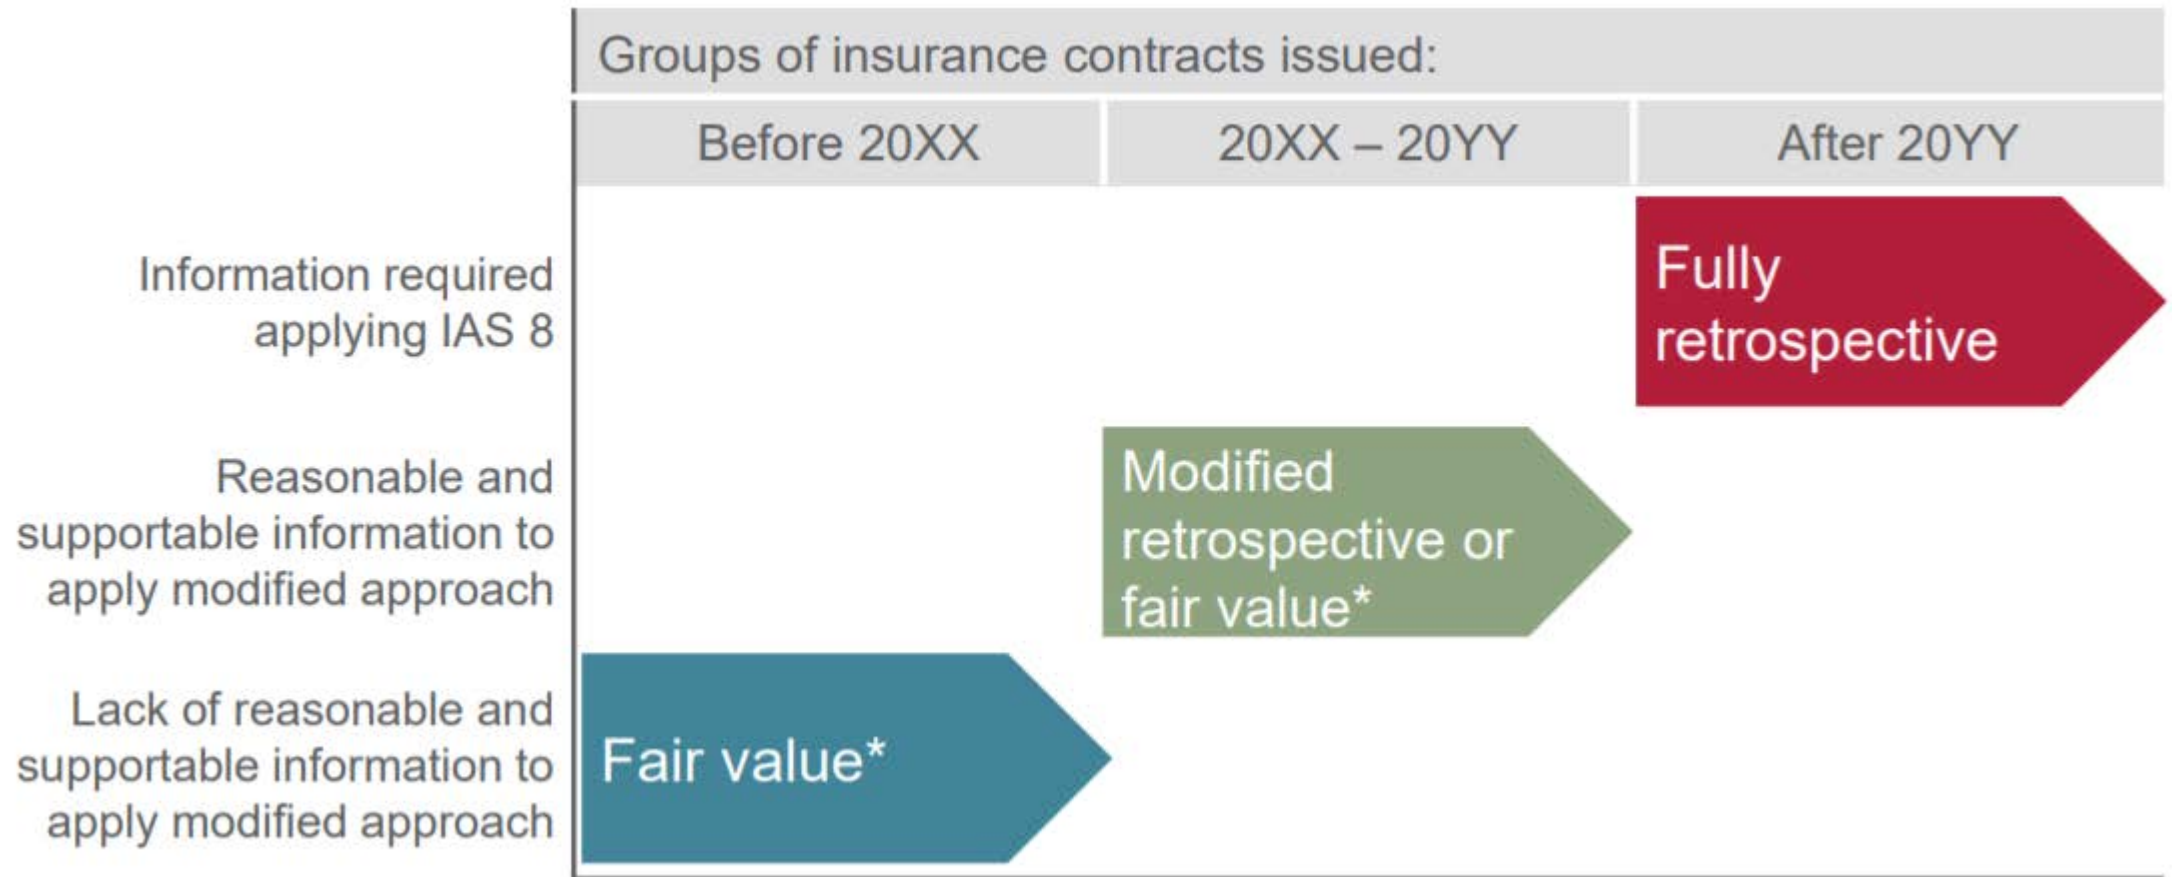 Groups of insurance contracts issued:
Before 20XX
20XX – 20YY
After 20YY
Information required
applying IAS 8
Fully
retrospective
Reasonable and
supportable information to
apply modified approach
Modified
retrospective or
fair value*
Lack of reasonable and
supportable information to
apply modified approach
Fair value*